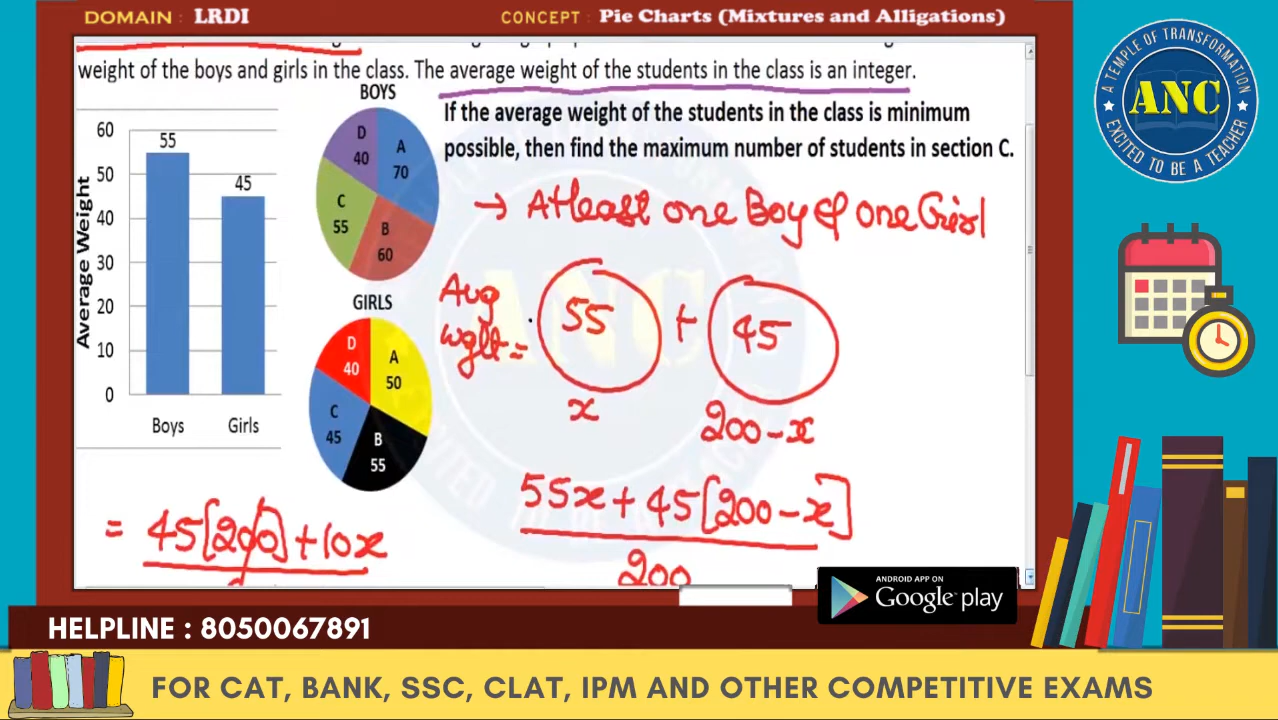 DOMAIN : LRDI
CONCEPT : Pie Charts (Mixtures and Alligations)
weight of the boys and girls in the class. The average weight of the students in the class is an integer.
If the average weight of the students in the class is minimum
possible, then find the maximum number of students in section C.
Average Weight
60
50
40
30
20
10
0
55
45
Boys
Girls
BOYS
D
40
A
70
C
55
B
60
GIRLS
D
40
A
50
C
45
B
55
→ Atleast one Boy & one Girl
Avg
wght =
55 + 45
x
200-x
55x + 45[200-x]
200
= 45[200] + 10x
A TEMPLE OF TRANSFORMATION
ANC
EXCITED TO BE A TEACHER
ANDROID APP ON
Google play
HELPLINE : 8050067891
FOR CAT, BANK, SSC, CLAT, IPM AND OTHER COMPETITIVE EXAMS